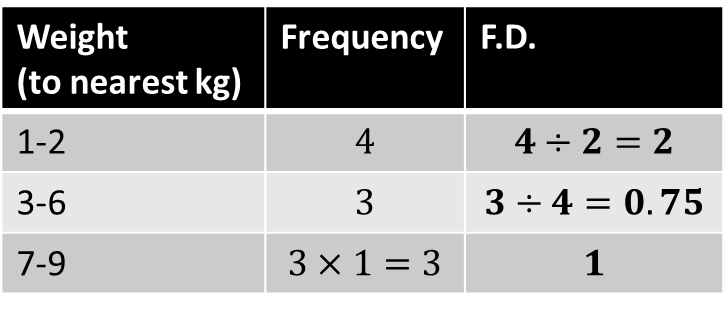 Weight
(to nearest kg) Frequency F.D.
1-2 4 4 ÷ 2 = 2
3-6 3 3 ÷ 4 = 0.75
7-9 3 × 1 = 3 1